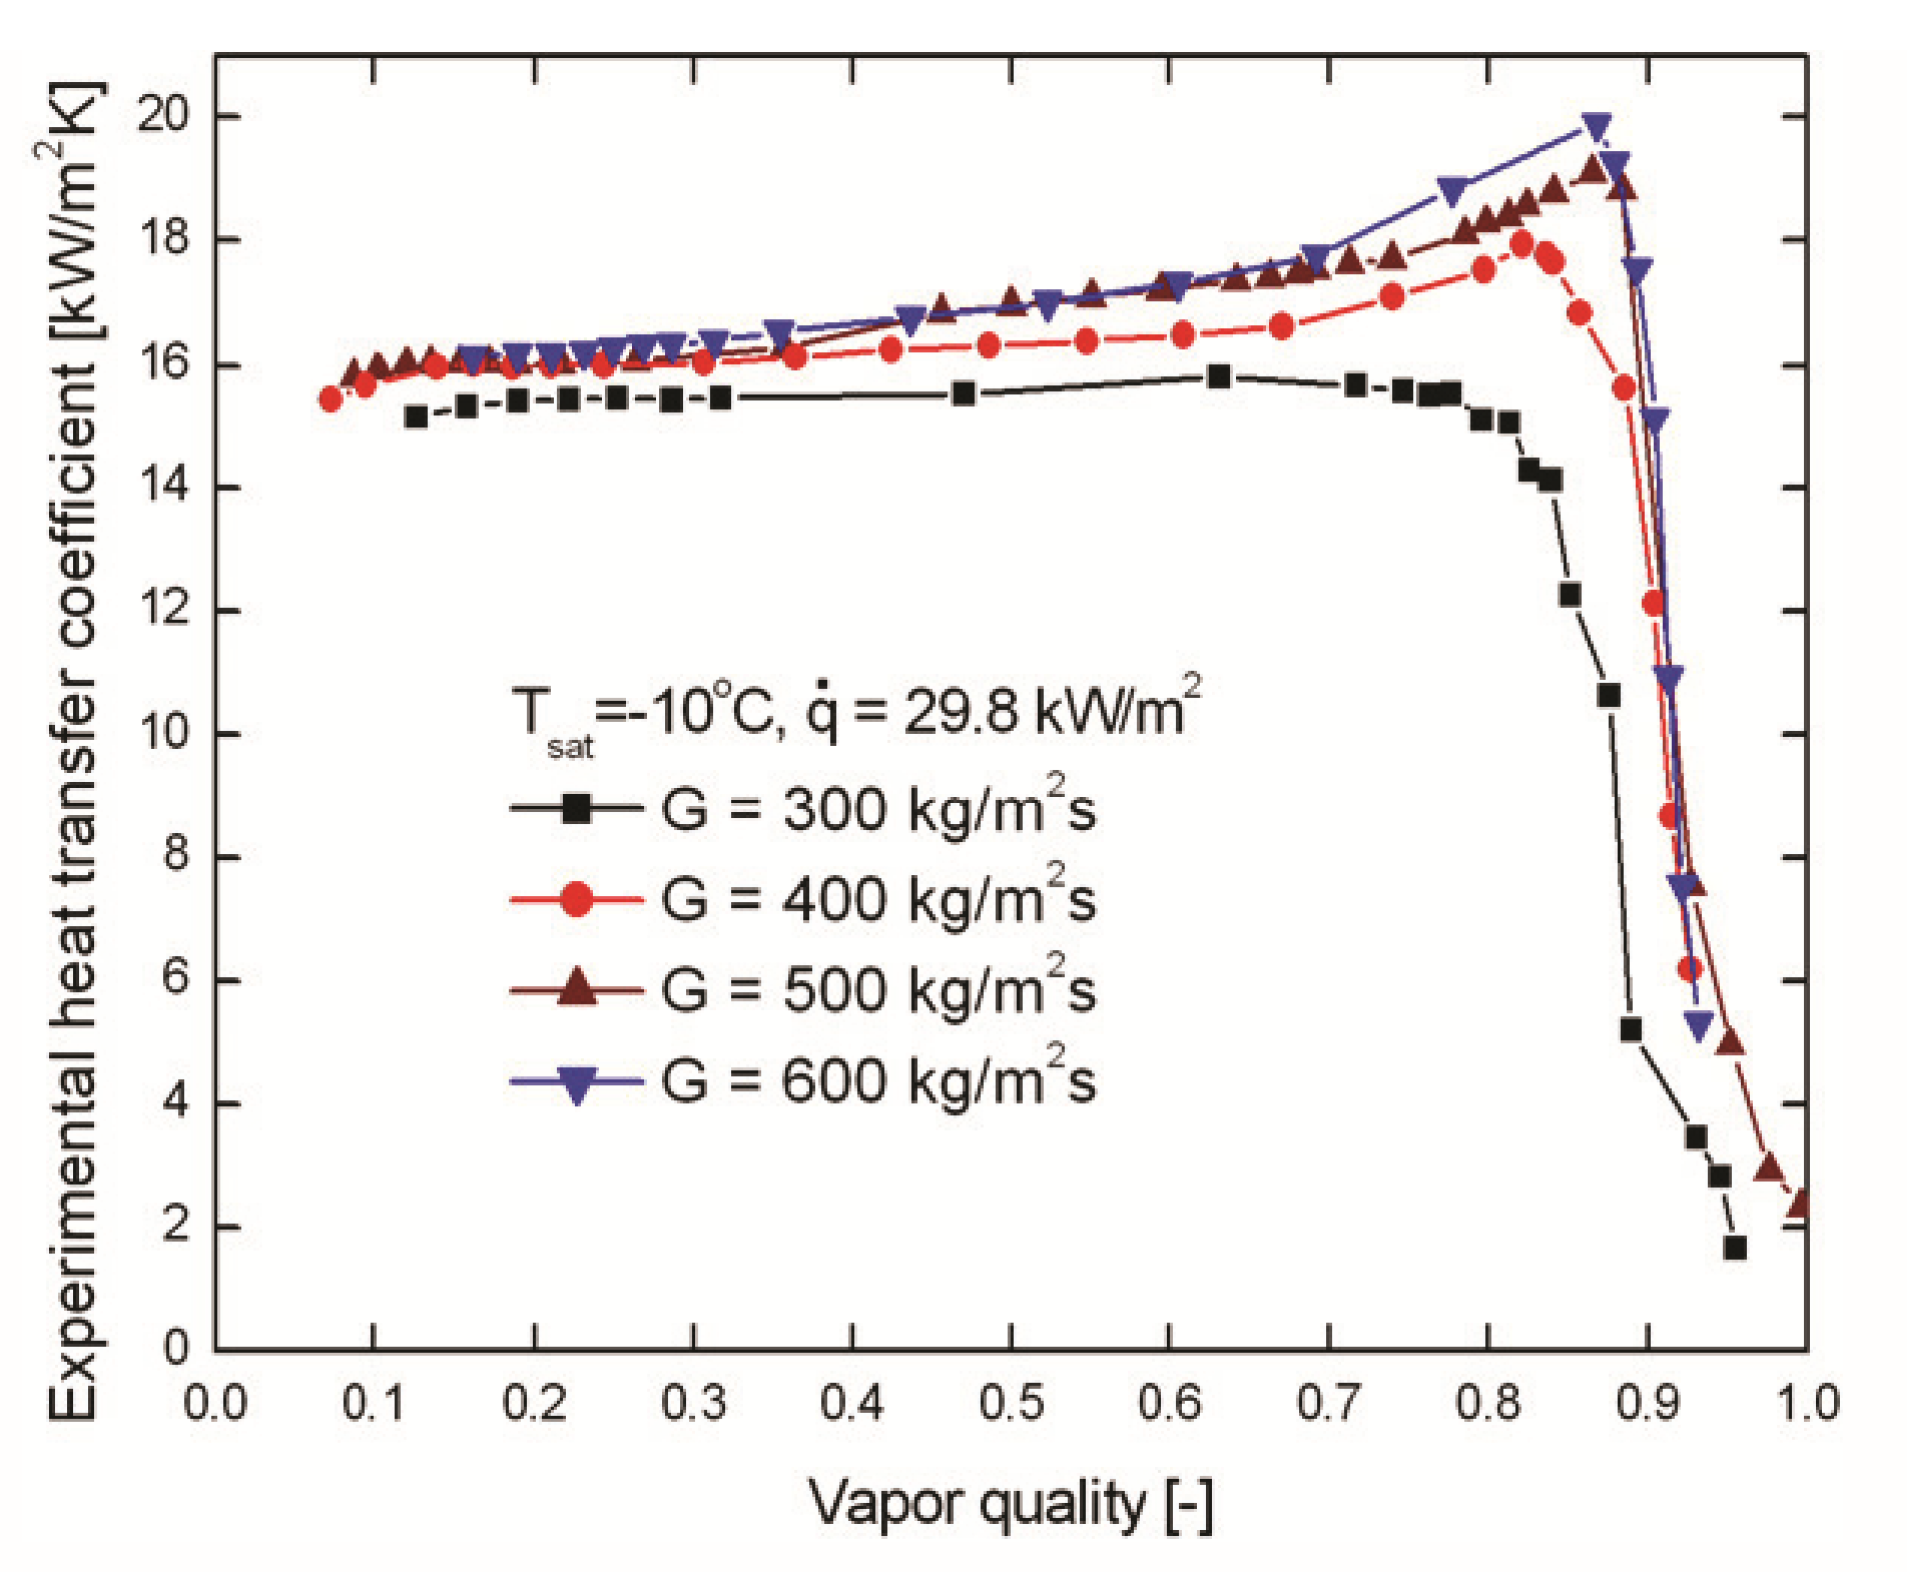 Experimental heat transfer coefficient [kW/m²K]
20
18
16
14
12
10
8
6
4
2
0
T_sat=-10°C, q̇ = 29.8 kW/m²
G = 300 kg/m²s
G = 400 kg/m²s
G = 500 kg/m²s
G = 600 kg/m²s
0.0 0.1 0.2 0.3 0.4 0.5 0.6 0.7 0.8 0.9 1.0
Vapor quality [-]